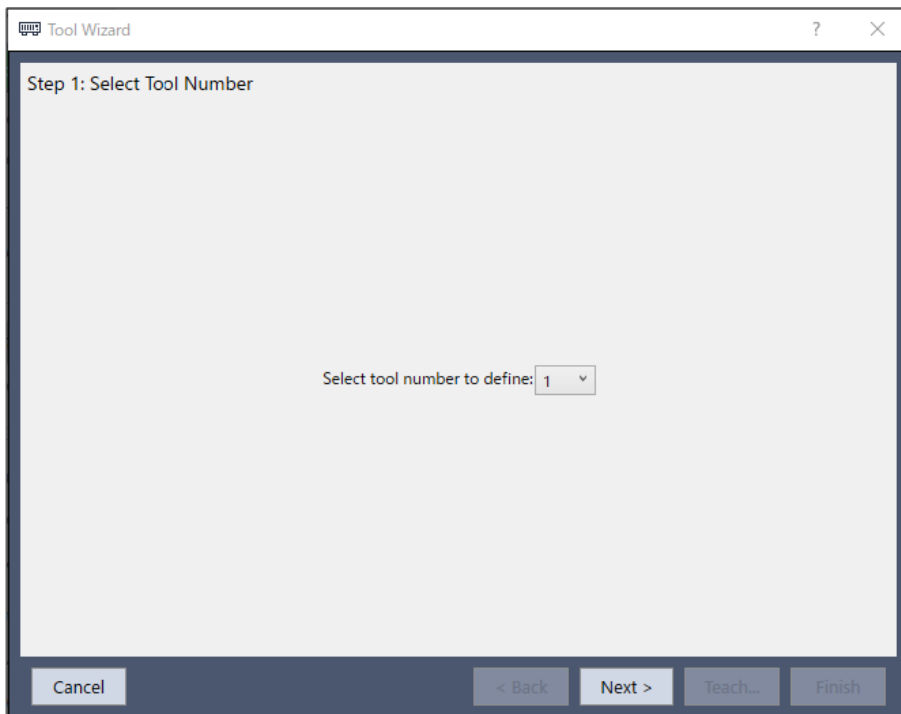 Tool Wizard ?
Step 1: Select Tool Number
Select tool number to define: 1
Cancel < Back Next > Teach... Finish